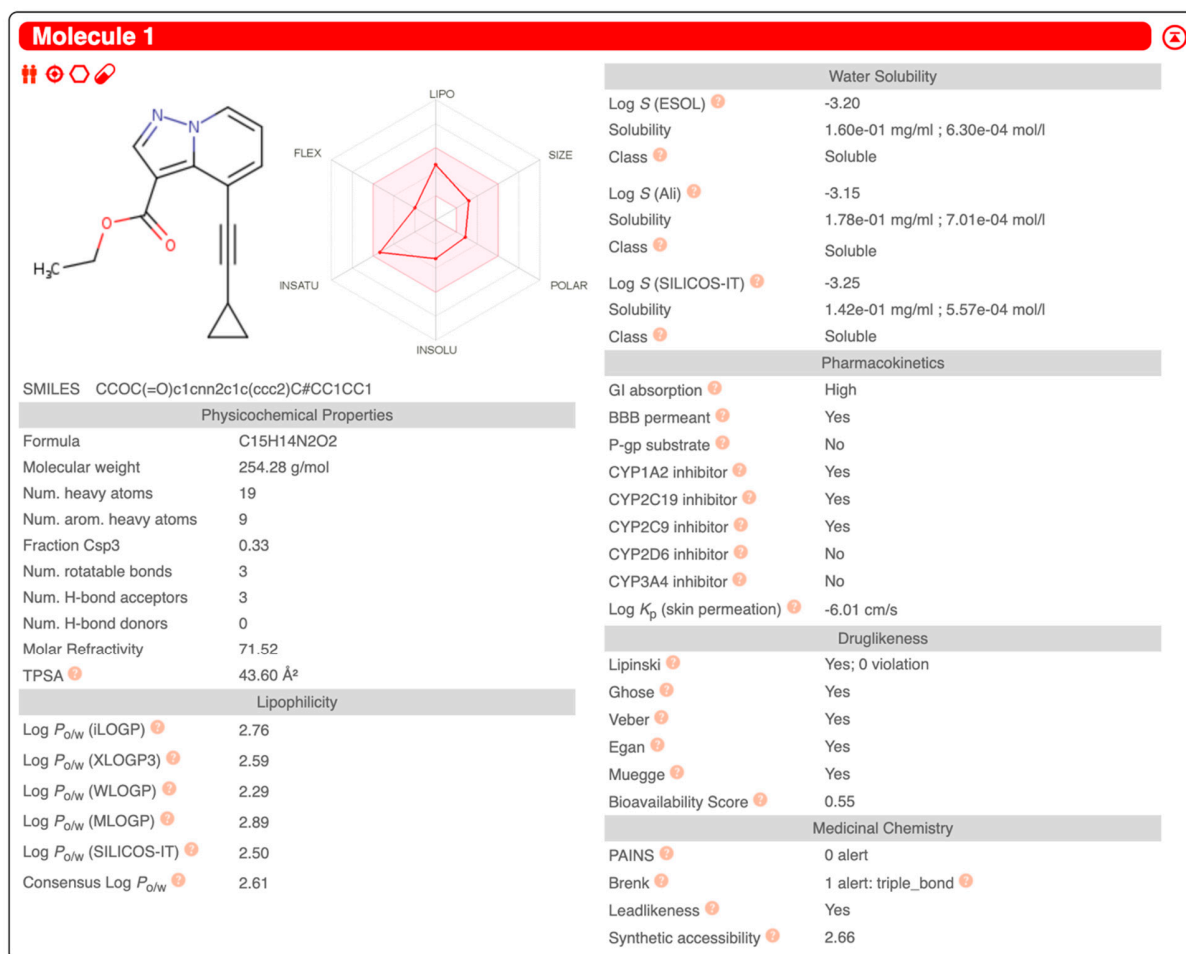 Molecule 1
LIPO
FLEX
SIZE
INSATU
POLAR
INSOLU
N
N
O
O
H₃C
SMILES CCOC(=O)c1cnn2c1c(ccc2)C#CC1CC1
Physicochemical Properties
Formula C15H14N2O2
Molecular weight 254.28 g/mol
Num. heavy atoms 19
Num. arom. heavy atoms 9
Fraction Csp3 0.33
Num. rotatable bonds 3
Num. H-bond acceptors 3
Num. H-bond donors 0
Molar Refractivity 71.52
TPSA ? 43.60 Å²
Lipophilicity
Log Po/w (iLOGP) ? 2.76
Log Po/w (XLOGP3) ? 2.59
Log Po/w (WLOGP) ? 2.29
Log Po/w (MLOGP) ? 2.89
Log Po/w (SILICOS-IT) ? 2.50
Consensus Log Po/w ? 2.61
Water Solubility
Log S (ESOL) ? -3.20
Solubility 1.60e-01 mg/ml ; 6.30e-04 mol/l
Class ? Soluble
Log S (Ali) ? -3.15
Solubility 1.78e-01 mg/ml ; 7.01e-04 mol/l
Class ? Soluble
Log S (SILICOS-IT) ? -3.25
Solubility 1.42e-01 mg/ml ; 5.57e-04 mol/l
Class ? Soluble
Pharmacokinetics
GI absorption ? High
BBB permeant ? Yes
P-gp substrate ? No
CYP1A2 inhibitor ? Yes
CYP2C19 inhibitor ? Yes
CYP2C9 inhibitor ? Yes
CYP2D6 inhibitor ? No
CYP3A4 inhibitor ? No
Log Kp (skin permeation) ? -6.01 cm/s
Druglikeness
Lipinski ? Yes; 0 violation
Ghose ? Yes
Veber ? Yes
Egan ? Yes
Muegge ? Yes
Bioavailability Score ? 0.55
Medicinal Chemistry
PAINS ? 0 alert
Brenk ? 1 alert: triple_bond ?
Leadlikeness ? Yes
Synthetic accessibility ? 2.66